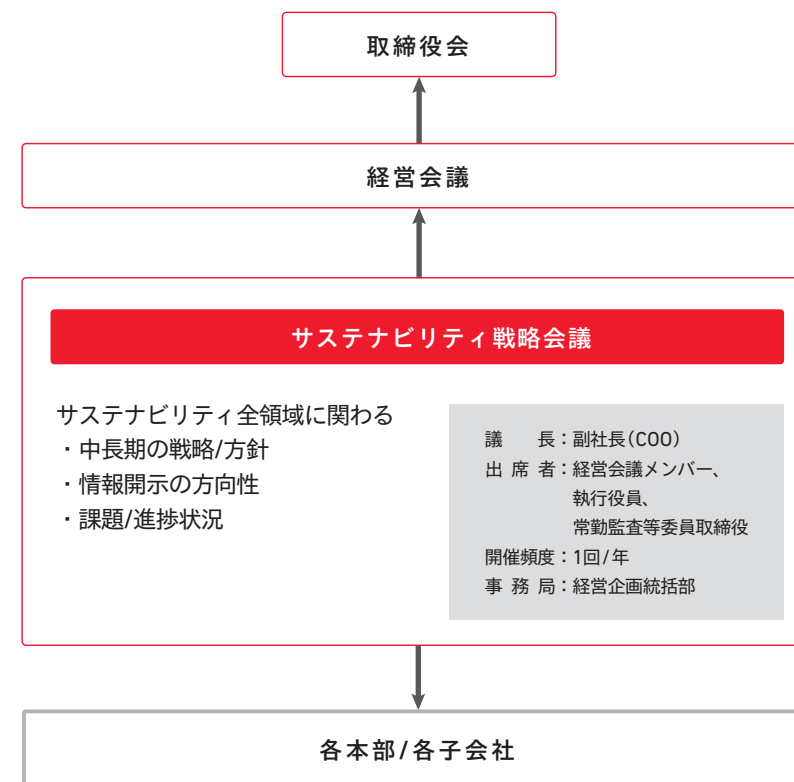 取締役会
経営会議
サステナビリティ戦略会議
サステナビリティ全領域に関わる
・中長期の戦略/方針
・情報開示の方向性
・課題/進捗状況
議　長：副社長（COO）
出席者：経営会議メンバー、
執行役員、
常勤監査等委員取締役
開催頻度：1回/年
事務局：経営企画統括部
各本部/各子会社